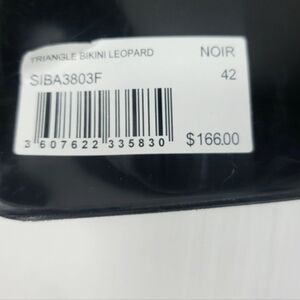 TRIANGLE BIKINI LEOPARD NOIR
SIBA3803F 42
3 607622 335830 $166.00